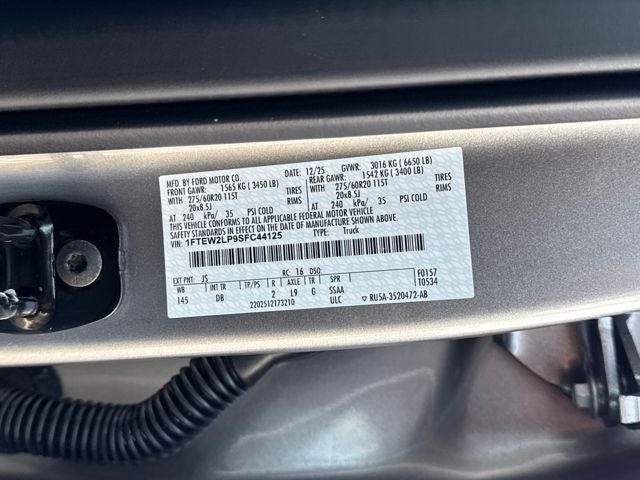 MFD. BY FORD MOTOR CO. DATE: 12/25 GVWR: 3016 KG ( 6650 LB)
FRONT GAWR: 1565 KG ( 3450 LB) REAR GAWR: 1542 KG ( 3400 LB)
WITH 275/60R20 115T TIRES WITH 275/60R20 115T TIRES
20x8.5J RIMS 20x8.5J RIMS
AT 240 kPa/ 35 PSI COLD AT 240 kPa/ 35 PSI COLD
THIS VEHICLE CONFORMS TO ALL APPLICABLE FEDERAL MOTOR VEHICLE
SAFETY STANDARDS IN EFFECT ON THE DATE OF MANUFACTURE SHOWN ABOVE.
VIN: 1FTEW2LP9SFC44125 TYPE: Truck
EXT PNT: JS RC: 16 DSO: F0157
WB INT TR TP/PS R AXLE TR SPR T0534
145 DB 2 L9 G SSAA
2202512173210 ULC RU5A-3520472-AB